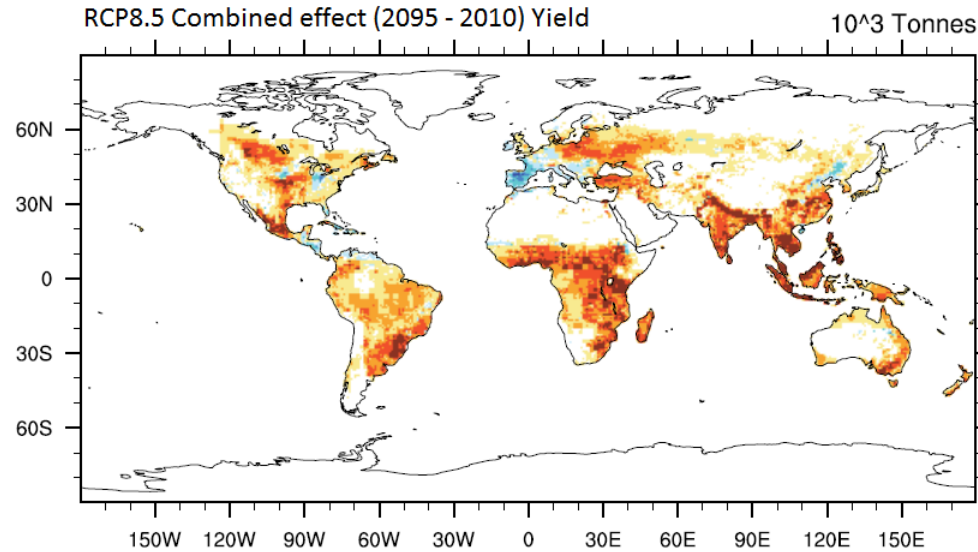 RCP8.5 Combined effect (2095 - 2010) Yield
10^3 Tonnes
60N
30N
0
30S
60S
150W 120W 90W 60W 30W 0 30E 60E 90E 120E 150E